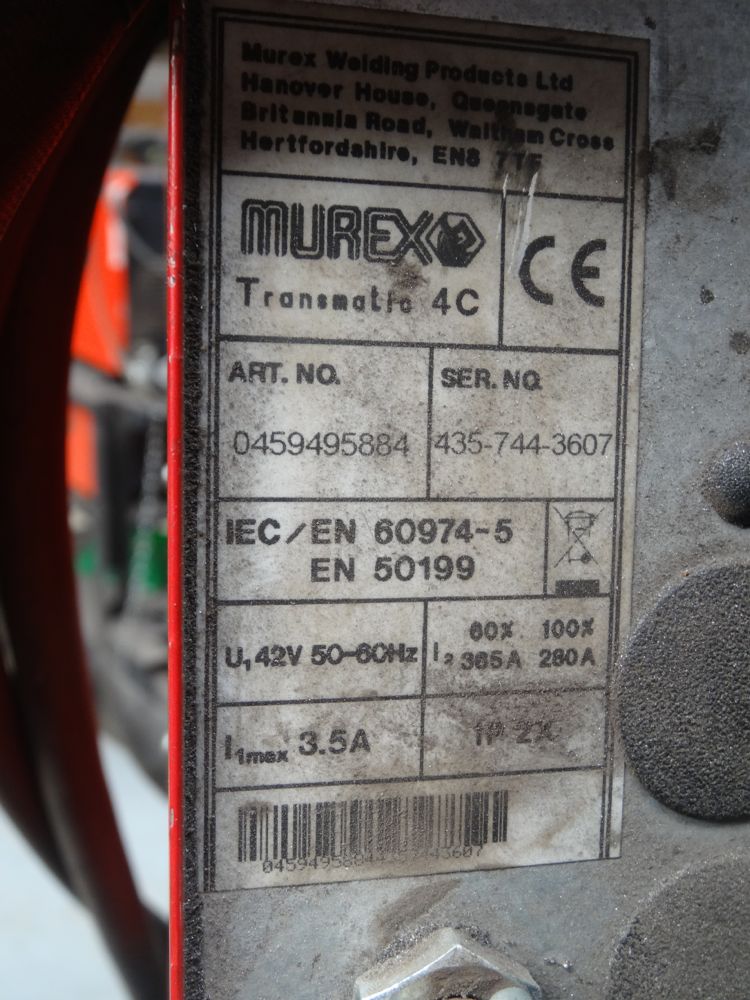 Murex Welding Products Ltd
Hanover House, Queensgate
Britannia Road, Waltham Cross
Hertfordshire, EN8 7TF
MUREX
Transmatic 4C
CE
ART. NO.
SER. NO.
0459495884
435-744-3607
IEC/EN 60974-5
EN 50199
U₁ 42V 50-60Hz
60% 100%
I₂ 365A 280A
I₁max 3.5A
IP 2X